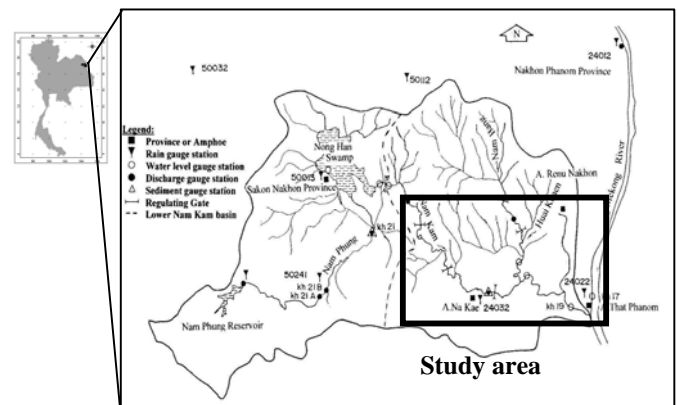 N
24012
Nakhon Phanom Province
50032
50112
Legend:
Province or Amphoe
Rain gauge station
Water level gauge station
Discharge gauge station
Sediment gauge station
Regulating Gate
Lower Nam Kam basin
Nong Han
Swamp
50013
Sakon Nakhon Province
Nam Bang
A. Renu Nakhon
Mekong River
Huai
Nam Kam
kh 21
Nam Phung
50241
kh 21 B
kh 21 A
Nam Phung Reservoir
A.Na Kae
24032
24022
kh 19
That Phanom
Study area